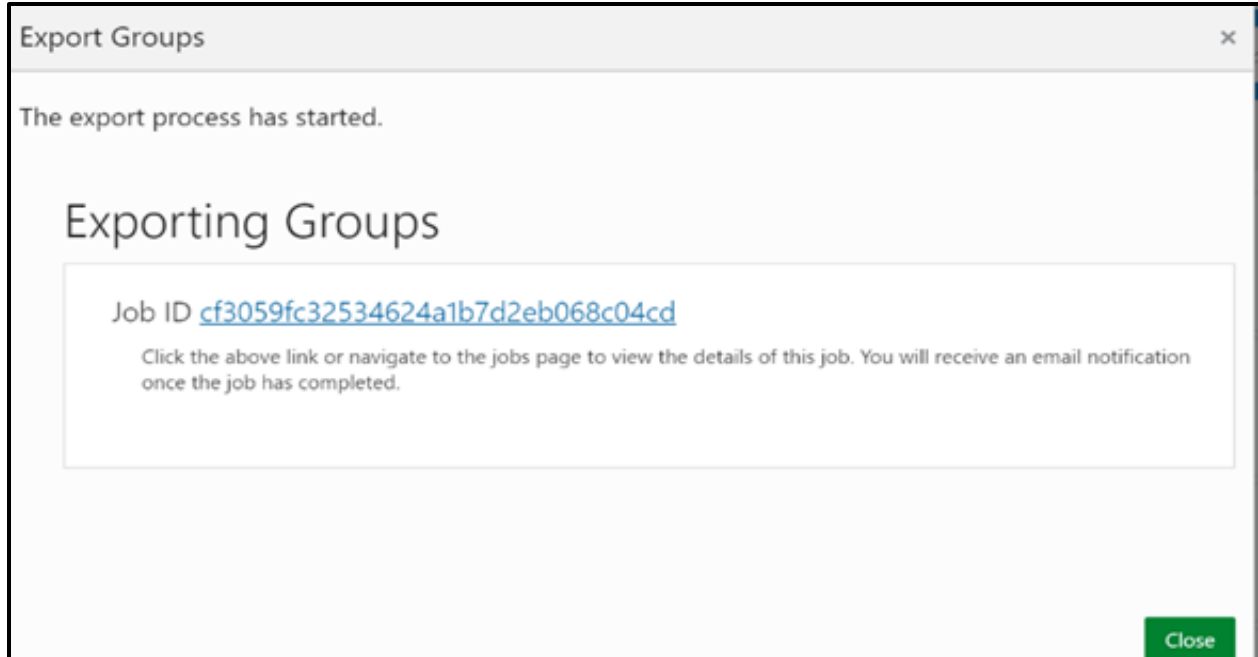 Export Groups ×
The export process has started.
Exporting Groups
Job ID cf3059fc32534624a1b7d2eb068c04cd
Click the above link or navigate to the jobs page to view the details of this job. You will receive an email notification
once the job has completed.
Close